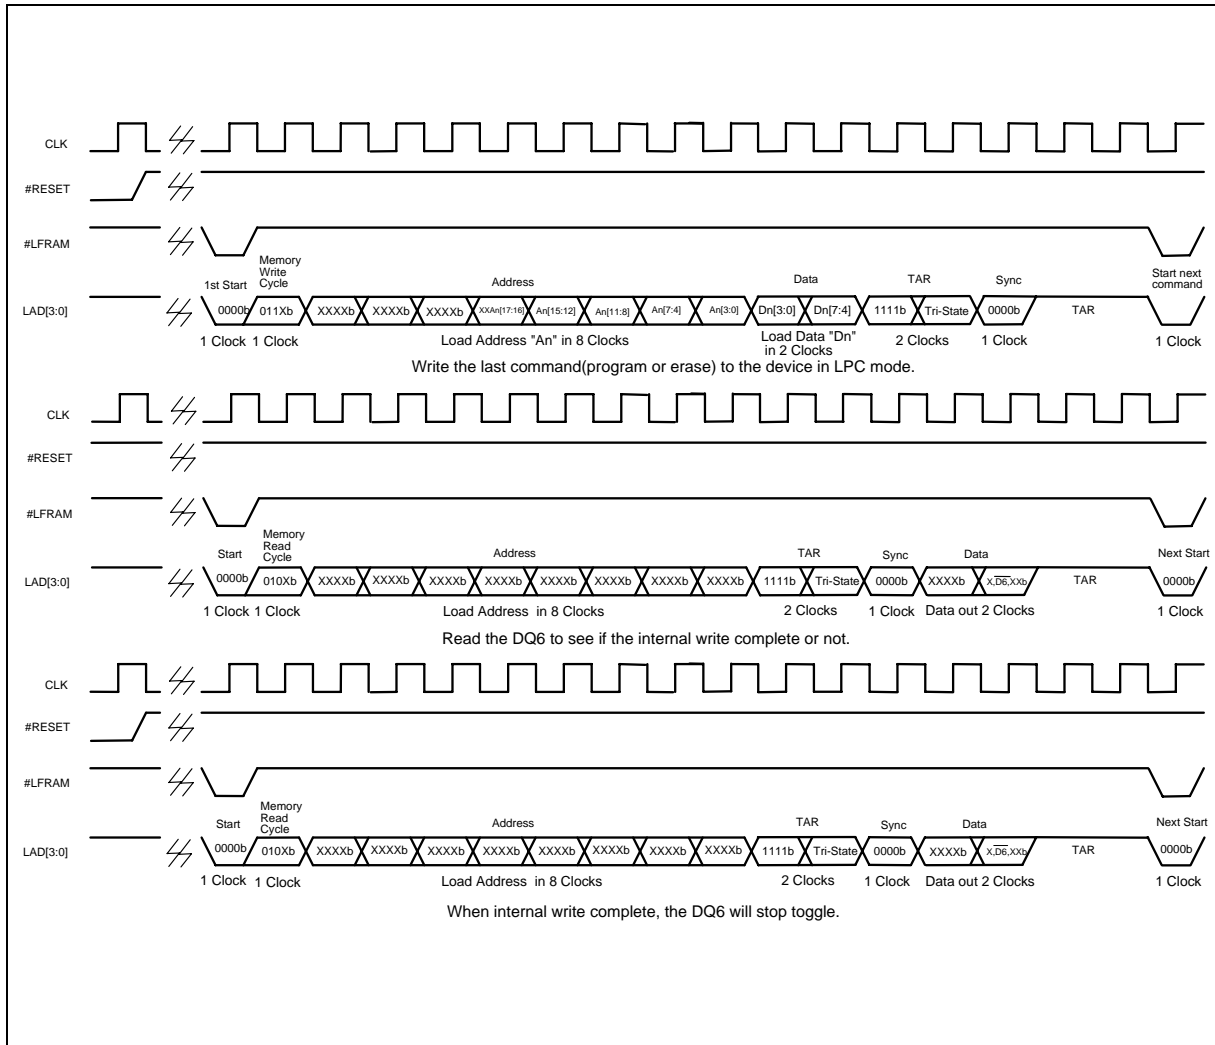 CLK
#RESET
#LFRAM
Memory
Write
Cycle
1st Start Address Data TAR Sync Start next
command
LAD[3:0] 0000b 011Xb XXXXb XXXXb XXXXb XXAn[17:16] An[15:12] An[11:8] An[7:4] An[3:0] Dn[3:0] Dn[7:4] 1111b Tri-State 0000b TAR
1 Clock 1 Clock Load Address "An" in 8 Clocks Load Data "Dn"
in 2 Clocks 2 Clocks 1 Clock 1 Clock
Write the last command(program or erase) to the device in LPC mode.
CLK
#RESET
#LFRAM
Memory
Read
Cycle
Start Address TAR Sync Data Next Start
LAD[3:0] 0000b 010Xb XXXXb XXXXb XXXXb XXXXb XXXXb XXXXb XXXXb XXXXb 1111b Tri-State 0000b XXXXb X,D6,XXb TAR 0000b
1 Clock 1 Clock Load Address in 8 Clocks 2 Clocks 1 Clock Data out 2 Clocks 1 Clock
Read the DQ6 to see if the internal write complete or not.
CLK
#RESET
#LFRAM
Memory
Read
Cycle
Start Address TAR Sync Data Next Start
LAD[3:0] 0000b 010Xb XXXXb XXXXb XXXXb XXXXb XXXXb XXXXb XXXXb XXXXb 1111b Tri-State 0000b XXXXb X,D6,XXb TAR 0000b
1 Clock 1 Clock Load Address in 8 Clocks 2 Clocks 1 Clock Data out 2 Clocks 1 Clock
When internal write complete, the DQ6 will stop toggle.